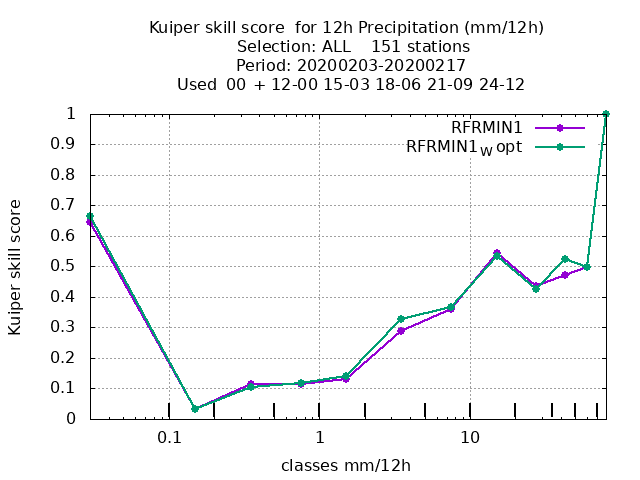 Kuiper skill score  for 12h Precipitation (mm/12h)
Selection: ALL    151 stations
Period: 20200203-20200217
Used  00 + 12-00 15-03 18-06 21-09 24-12
RFRMIN1
RFRMIN1W opt
1
0.9
0.8
0.7
0.6
0.5
0.4
0.3
0.2
0.1
0
Kuiper skill score
0.1 1 10
classes mm/12h